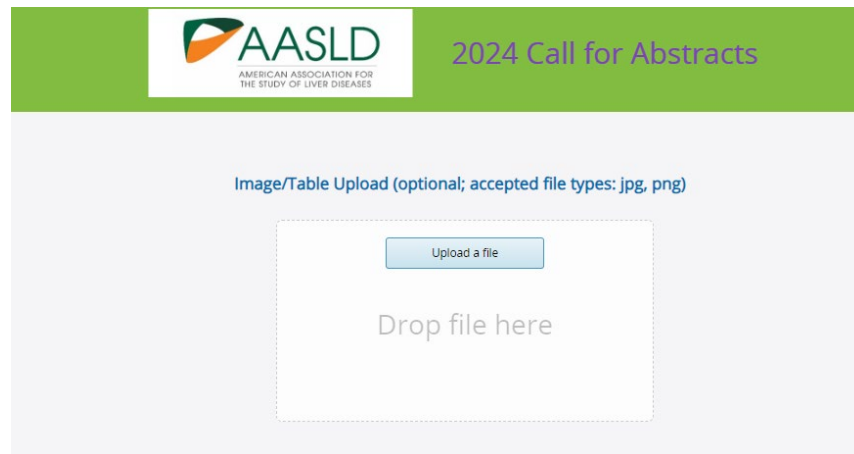 AASLD
AMERICAN ASSOCIATION FOR
THE STUDY OF LIVER DISEASES
2024 Call for Abstracts
Image/Table Upload (optional; accepted file types: jpg, png)
Upload a file
Drop file here